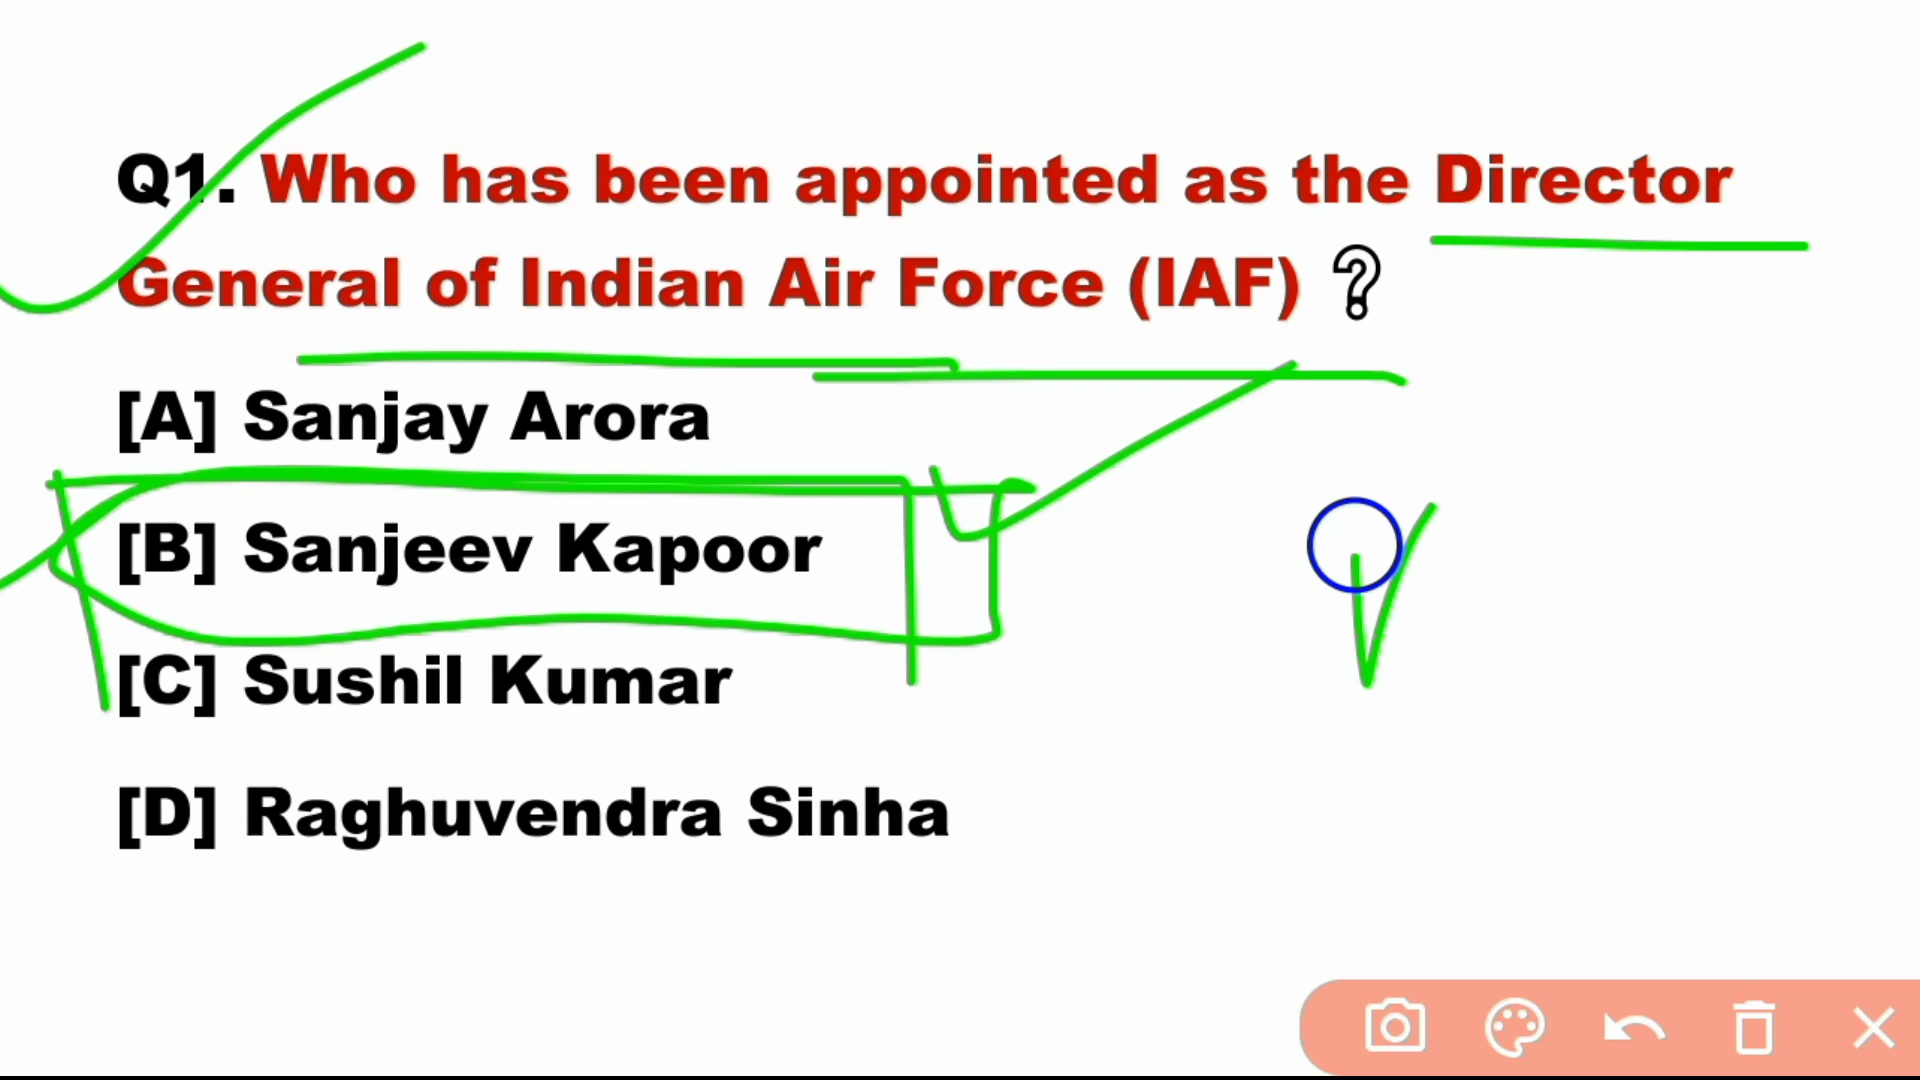 Q1. Who has been appointed as the Director
General of Indian Air Force (IAF) ?
[A] Sanjay Arora
[B] Sanjeev Kapoor
[C] Sushil Kumar
[D] Raghuvendra Sinha